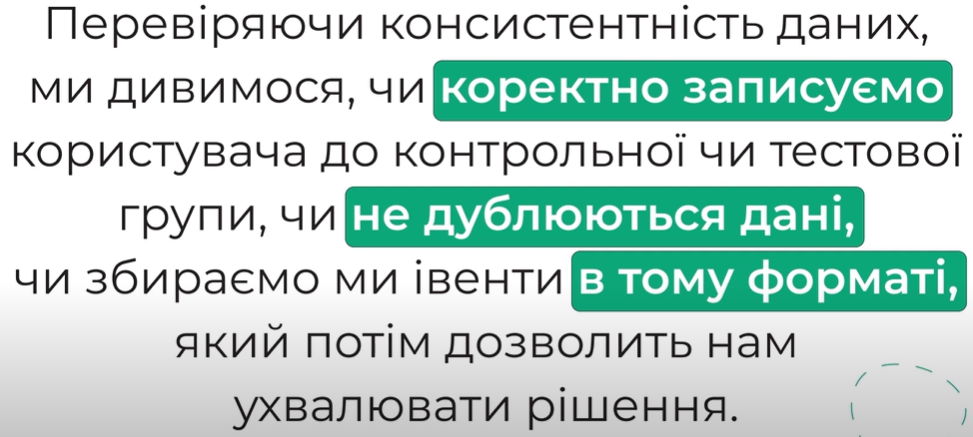 Перевіряючи консистентність даних,
ми дивимося, чи коректно записуємо
користувача до контрольної чи тестової
групи, чи не дублюються дані,
чи збираємо ми івенти в тому форматі,
який потім дозволить нам
ухвалювати рішення.